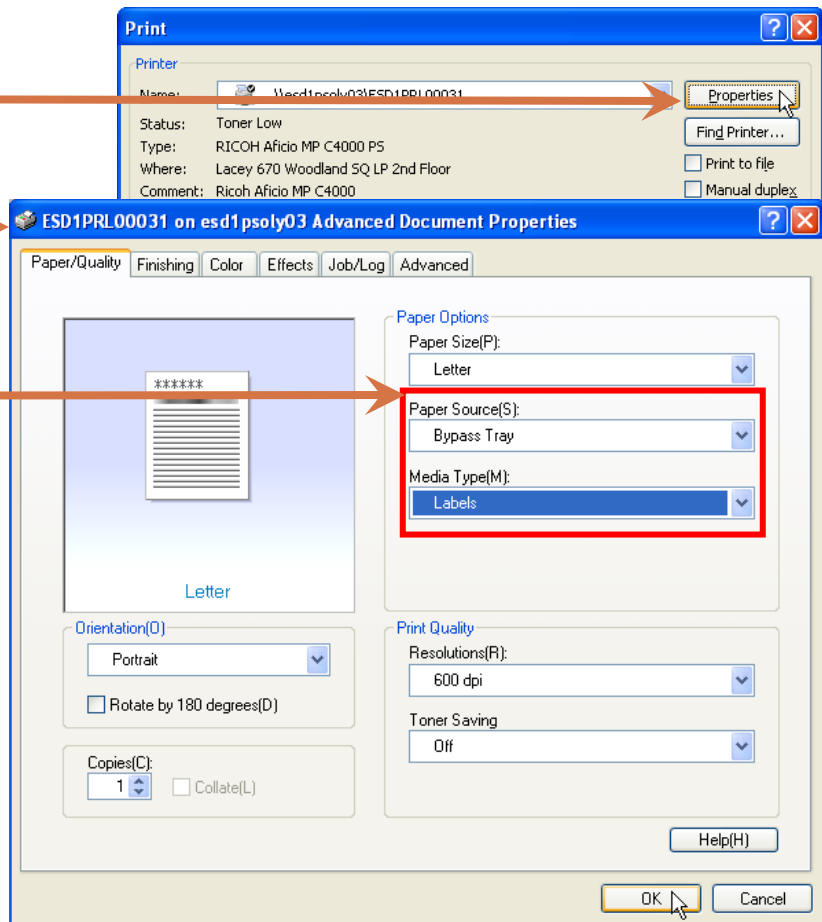 Print
Printer
Name: \\esd1psoly03\ESD1PRL00031
Properties
Status: Toner Low
Find Printer...
Type: RICOH Aficio MP C4000 PS
Where: Lacey 670 Woodland SQ LP 2nd Floor
Print to file
Comment: Ricoh Aficio MP C4000
Manual duplex
ESD1PRL00031 on esd1psoly03 Advanced Document Properties
Paper/Quality Finishing Color Effects Job/Log Advanced
Paper Options
Paper Size(P):
Letter
******
Paper Source(S):
Bypass Tray
Media Type(M):
Labels
Letter
Orientation(O)
Portrait
Rotate by 180 degrees(D)
Copies(C):
1
Collate(L)
Print Quality
Resolutions(R):
600 dpi
Toner Saving
Off
Help(H)
OK Cancel